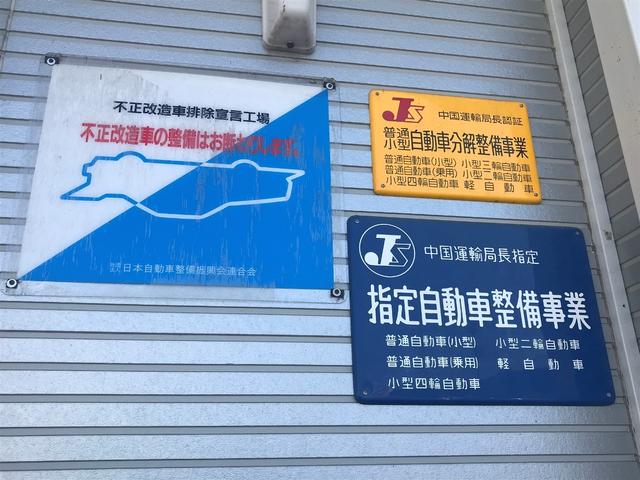 不正改造車排除宣言工場
不正改造車の整備はお断わりします。
日本自動車整備振興会連合会
JS
中国運輸局長認証
普通
小型
自動車分解整備事業
普通自動車(小型) 小型三輪自動車
普通自動車(乗用) 小型二輪自動車
小型四輪自動車 軽自動車
JS
中国運輸局長指定
指定自動車整備事業
普通自動車(小型) 小型二輪自動車
普通自動車(乗用) 軽自動車
小型四輪自動車